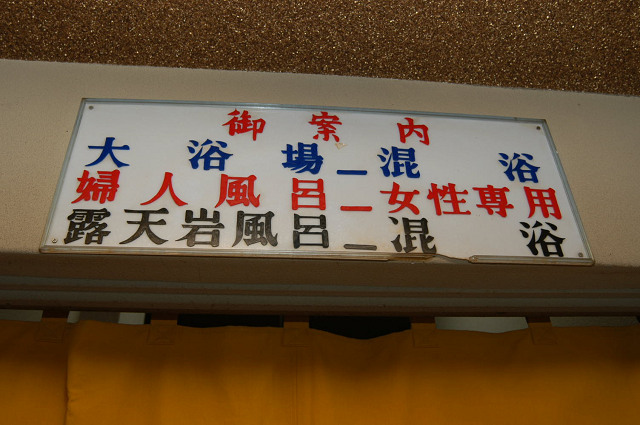 御案内
大浴場ー混浴
婦人風呂ー女性専用
露天岩風呂ー混浴